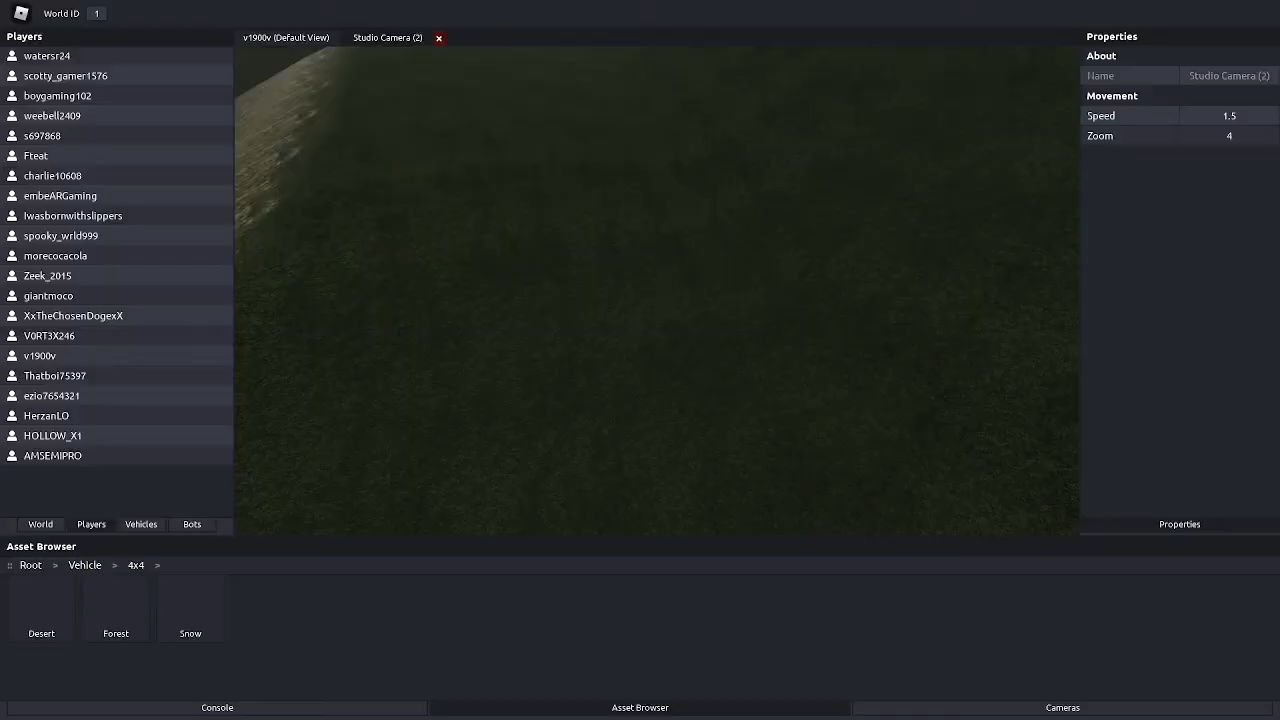 World ID 1
Players
watersr24
scotty_gamer1576
boygaming102
weebell2409
s697868
Fteat
charlie10608
embeARGaming
Iwasbornwithslippers
spooky_wrld999
morecocacola
Zeek_2015
giantmoco
XxTheChosenDogexX
V0RT3X246
v1900v
Thatboi75397
ezio7654321
HerzanLO
HOLLOW_X1
AMSEMIPRO
World Players Vehicles Bots
v1900v (Default View) Studio Camera (2) x
Properties
About
Name Studio Camera (2)
Movement
Speed 1.5
Zoom 4
Properties
Asset Browser
Root > Vehicle > 4x4 >
Desert Forest Snow
Console Asset Browser Cameras